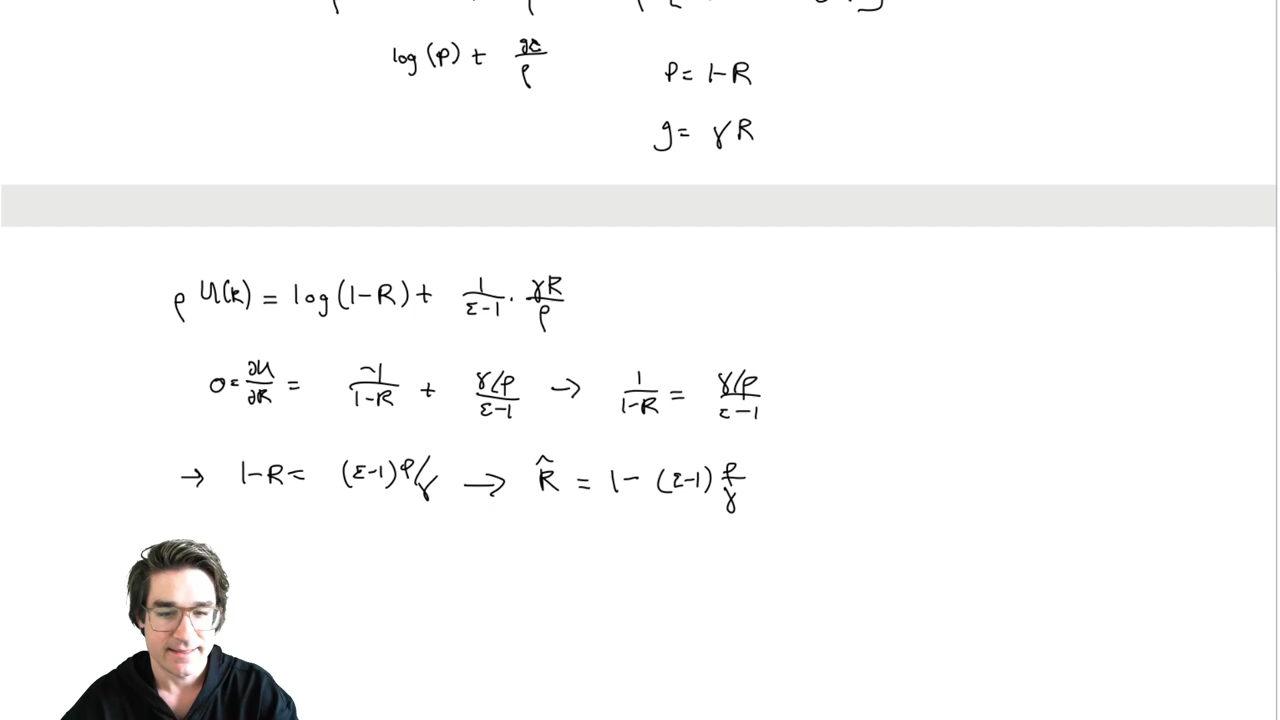 log(P) + gc/ρ
P = 1-R
g = γR
ρ U(R) = log(1-R) + 1/(ε-1) · γR/ρ
0 = ∂U/∂R = -1/(1-R) + (γ/ρ)/(ε-1) → 1/(1-R) = (γ/ρ)/(ε-1)
→ 1-R = (ε-1)ρ/γ → R̂ = 1 - (ε-1) ρ/γ